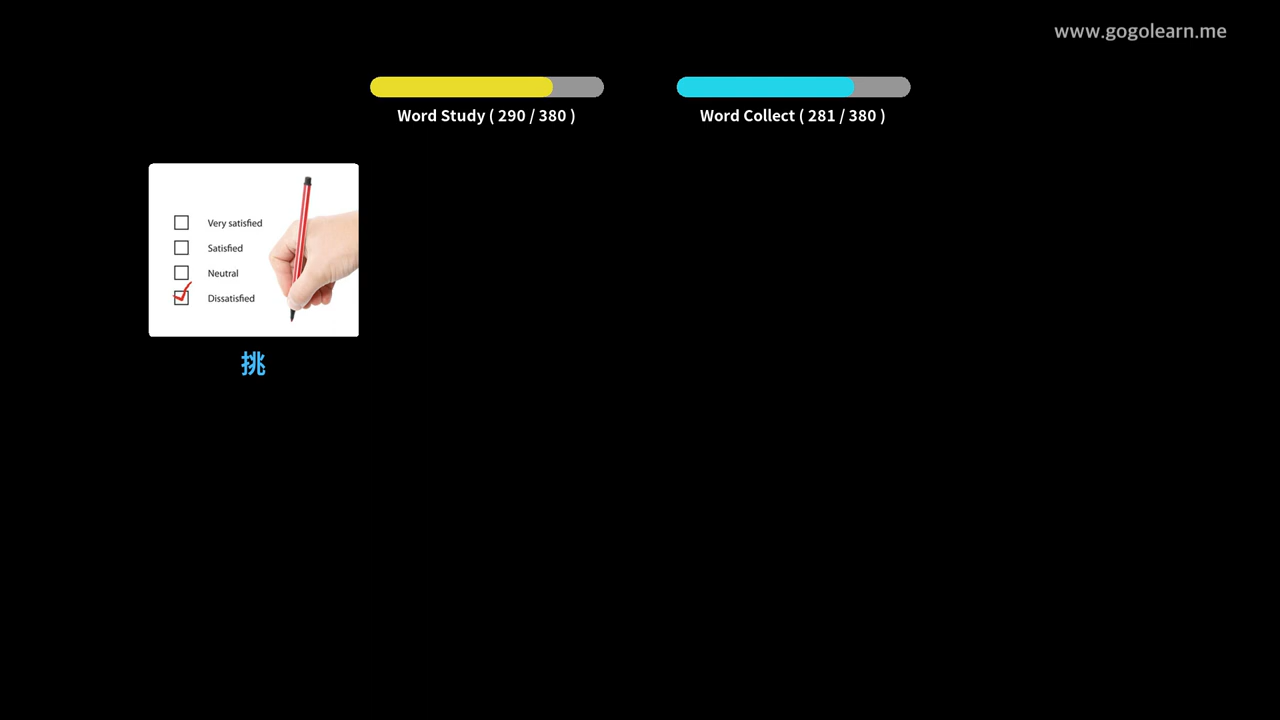 www.gogolearn.me
Word Study ( 290 / 380 )
Word Collect ( 281 / 380 )
Very satisfied
Satisfied
Neutral
Dissatisfied
挑